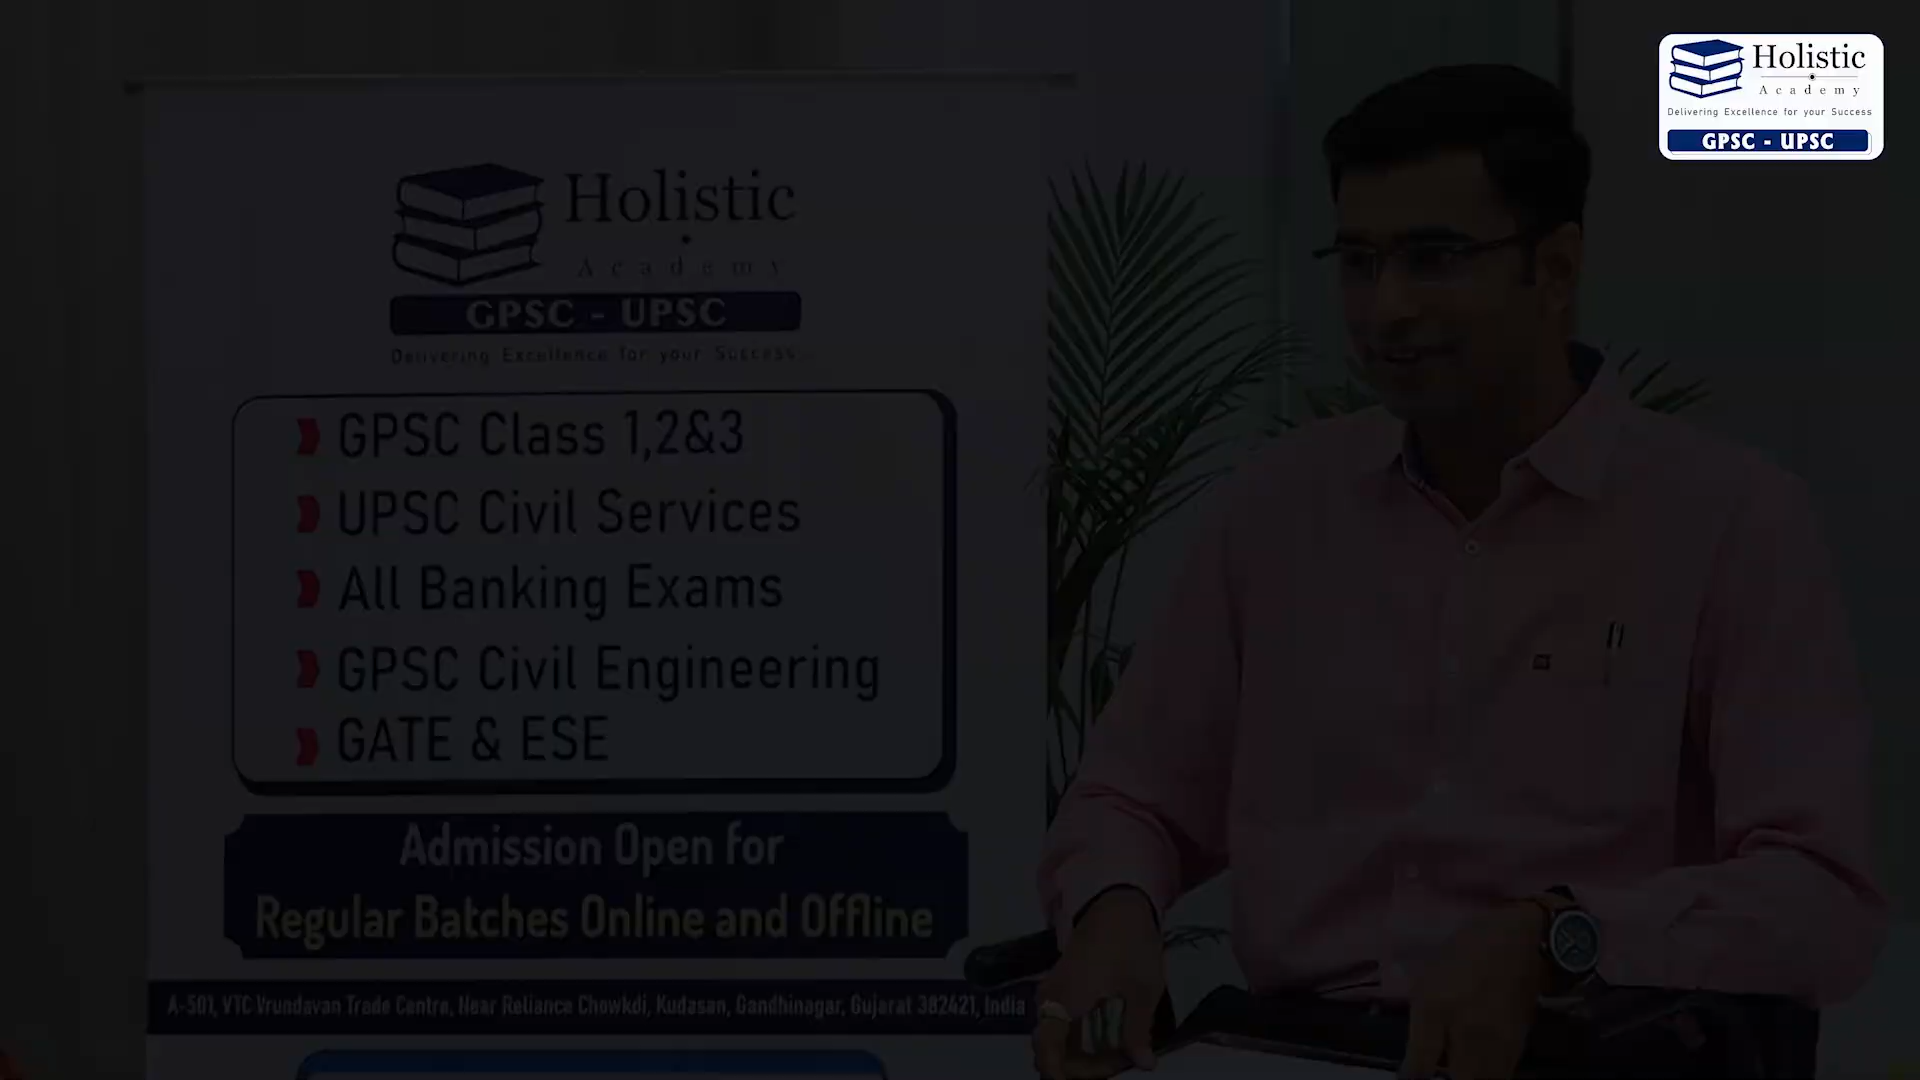 Holistic
Academy
Delivering Excellence for your Success
GPSC - UPSC
Holistic
Academy
GPSC - UPSC
Delivering Excellence for your Success
GPSC Class 1,2&3
UPSC Civil Services
All Banking Exams
GPSC Civil Engineering
GATE & ESE
Admission Open for
Regular Batches Online and Offline
A-501, VTC Vrundavan Trade Centre, Near Reliance Chowkdi, Kudasan, Gandhinagar, Gujarat 382421, India